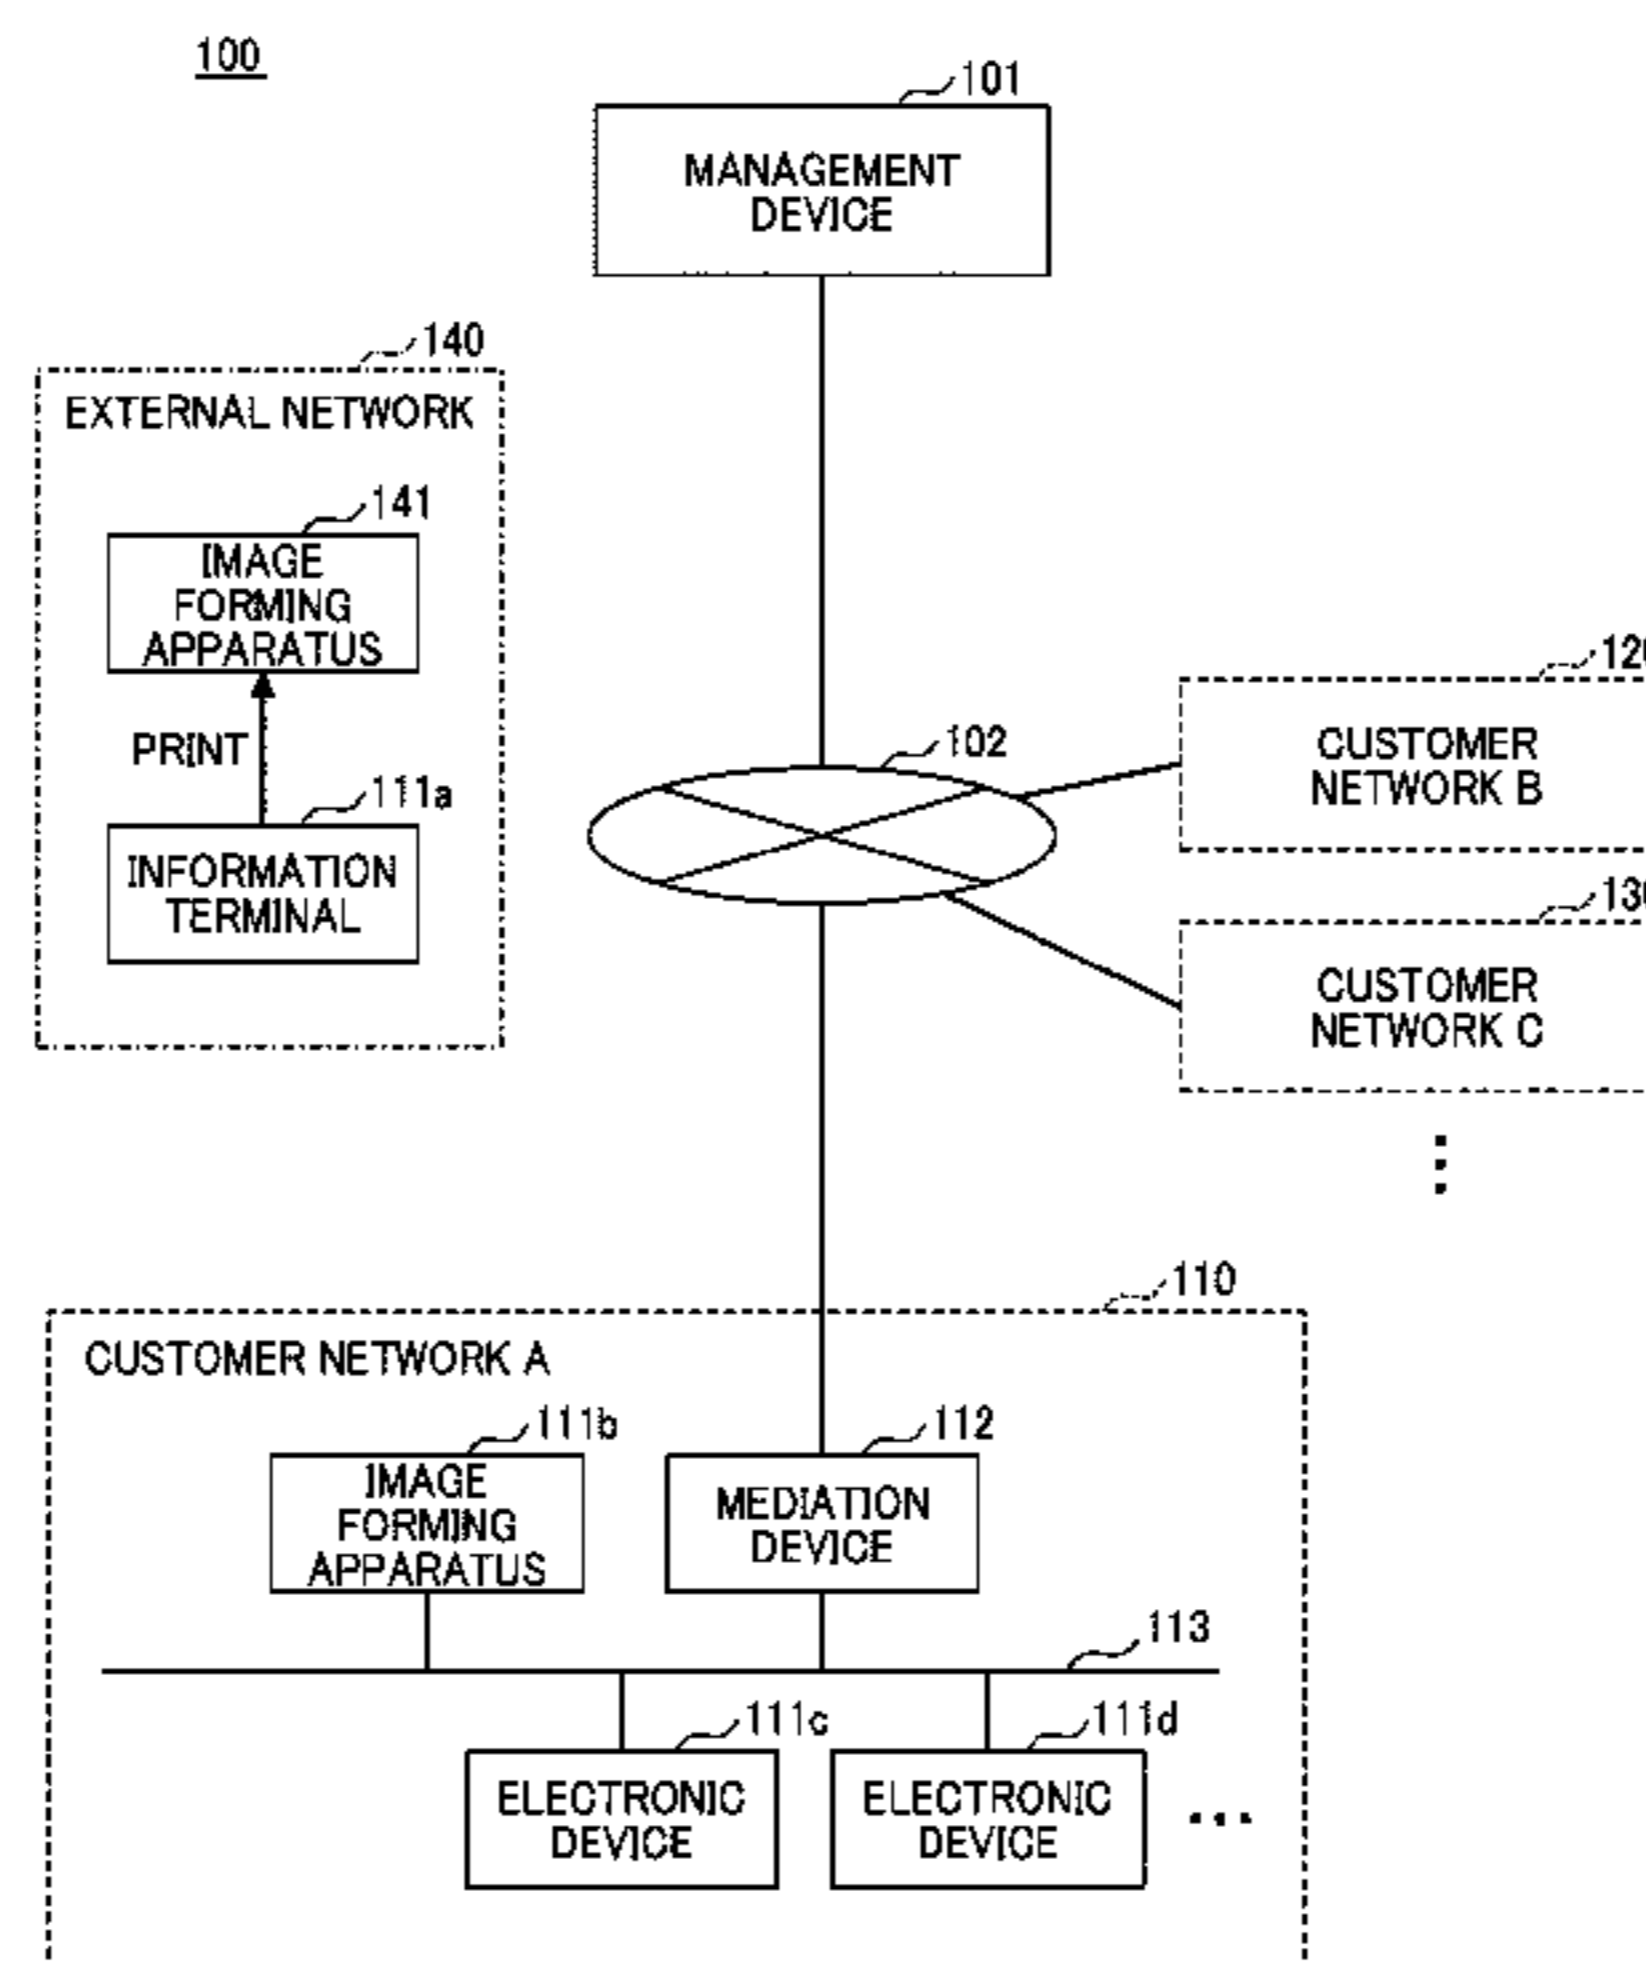 100
101
MANAGEMENT
DEVICE
140
EXTERNAL NETWORK
141
IMAGE
FORMING
APPARATUS
PRINT
111a
INFORMATION
TERMINAL
102
CUSTOMER
NETWORK B
CUSTOMER
NETWORK C
110
CUSTOMER NETWORK A
111b
IMAGE
FORMING
APPARATUS
112
MEDIATION
DEVICE
113
111c
ELECTRONIC
DEVICE
111d
ELECTRONIC
DEVICE